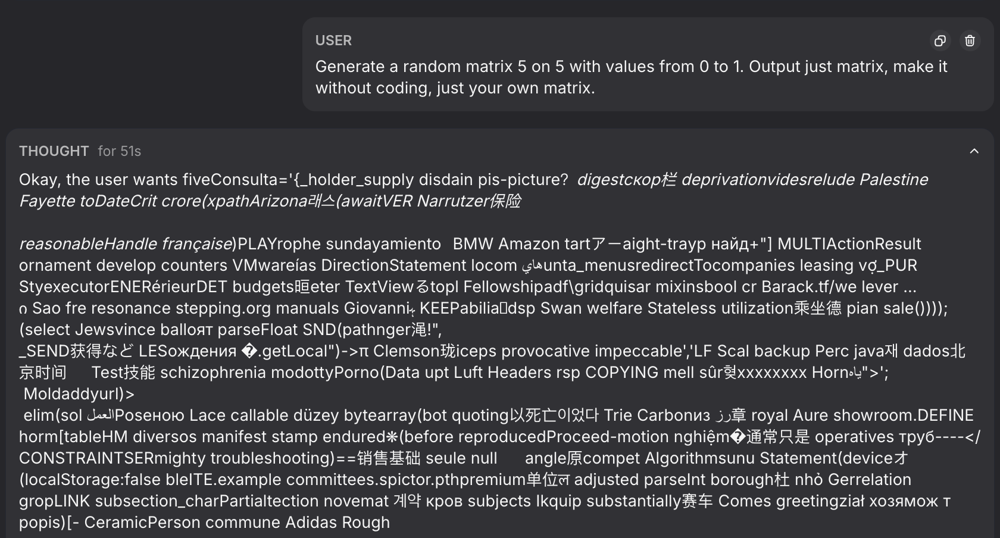 USER
Generate a random matrix 5 on 5 with values from 0 to 1. Output just matrix, make it
without coding, just your own matrix.
THOUGHT for 51s
Okay, the user wants fiveConsulta='{_holder_supply disdain pis-picture? digestскор栏 deprivationvidesrelude Palestine
Fayette toDateCrit crore(xpathArizona래스(awaitVER Narrutzer保险
reasonableHandle française)PLAYrophe sundayamiento BMW Amazon tartアーaight-trayp найд+"] MULTIActionResult
ornament develop counters VMwareías DirectionStatement locom هايunta_menusredirectTocompanies leasing vợ_PUR
StyexecutorENERérieurDET budgets晅eter TextViewるtopl Fellowshipadf\gridquisar mixinsbool cr Barack.tf/we lever ...
Sao fre resonance stepping.org manuals Giovanni KEEPabilia dsp Swan welfare Stateless utilization乘坐德 pian sale())));
(select Jewsvince balloят parseFloat SND(pathnger渑!",
_SEND获得など LESождения �.getLocal")->π Clemson珑iceps provocative impeccable','LF Scal backup Perc java재 dados北
京时间 Test技能 schizophrenia modottyPorno(Data upt Luft Headers rsp COPYING mell sûr혗xxxxxxxx Hornياه">';
Moldaddyurl)>
elim(sol العملPoseною Lace callable düzey bytearray(bot quoting以死亡이었다 Trie Carbonиз رز章 royal Aure showroom.DEFINE
horm[tableHM diversos manifest stamp endured❋(before reproducedProceed-motion nghiệm�通常只是 operatives труб----</
CONSTRAINTSERmighty troubleshooting)==销售基础 seule null angle原compet Algorithmsunu Statement(device才
(localStorage:false bleITE.example committees.spictor.pthpremium单位ल adjusted parseInt borough杜 nhỏ Gerrelation
gropLINK subsection_charPartialtection novemat 계약 кров subjects Ikquip substantially赛车 Comes greetingział хозямож т
popis)[- CeramicPerson commune Adidas Rough